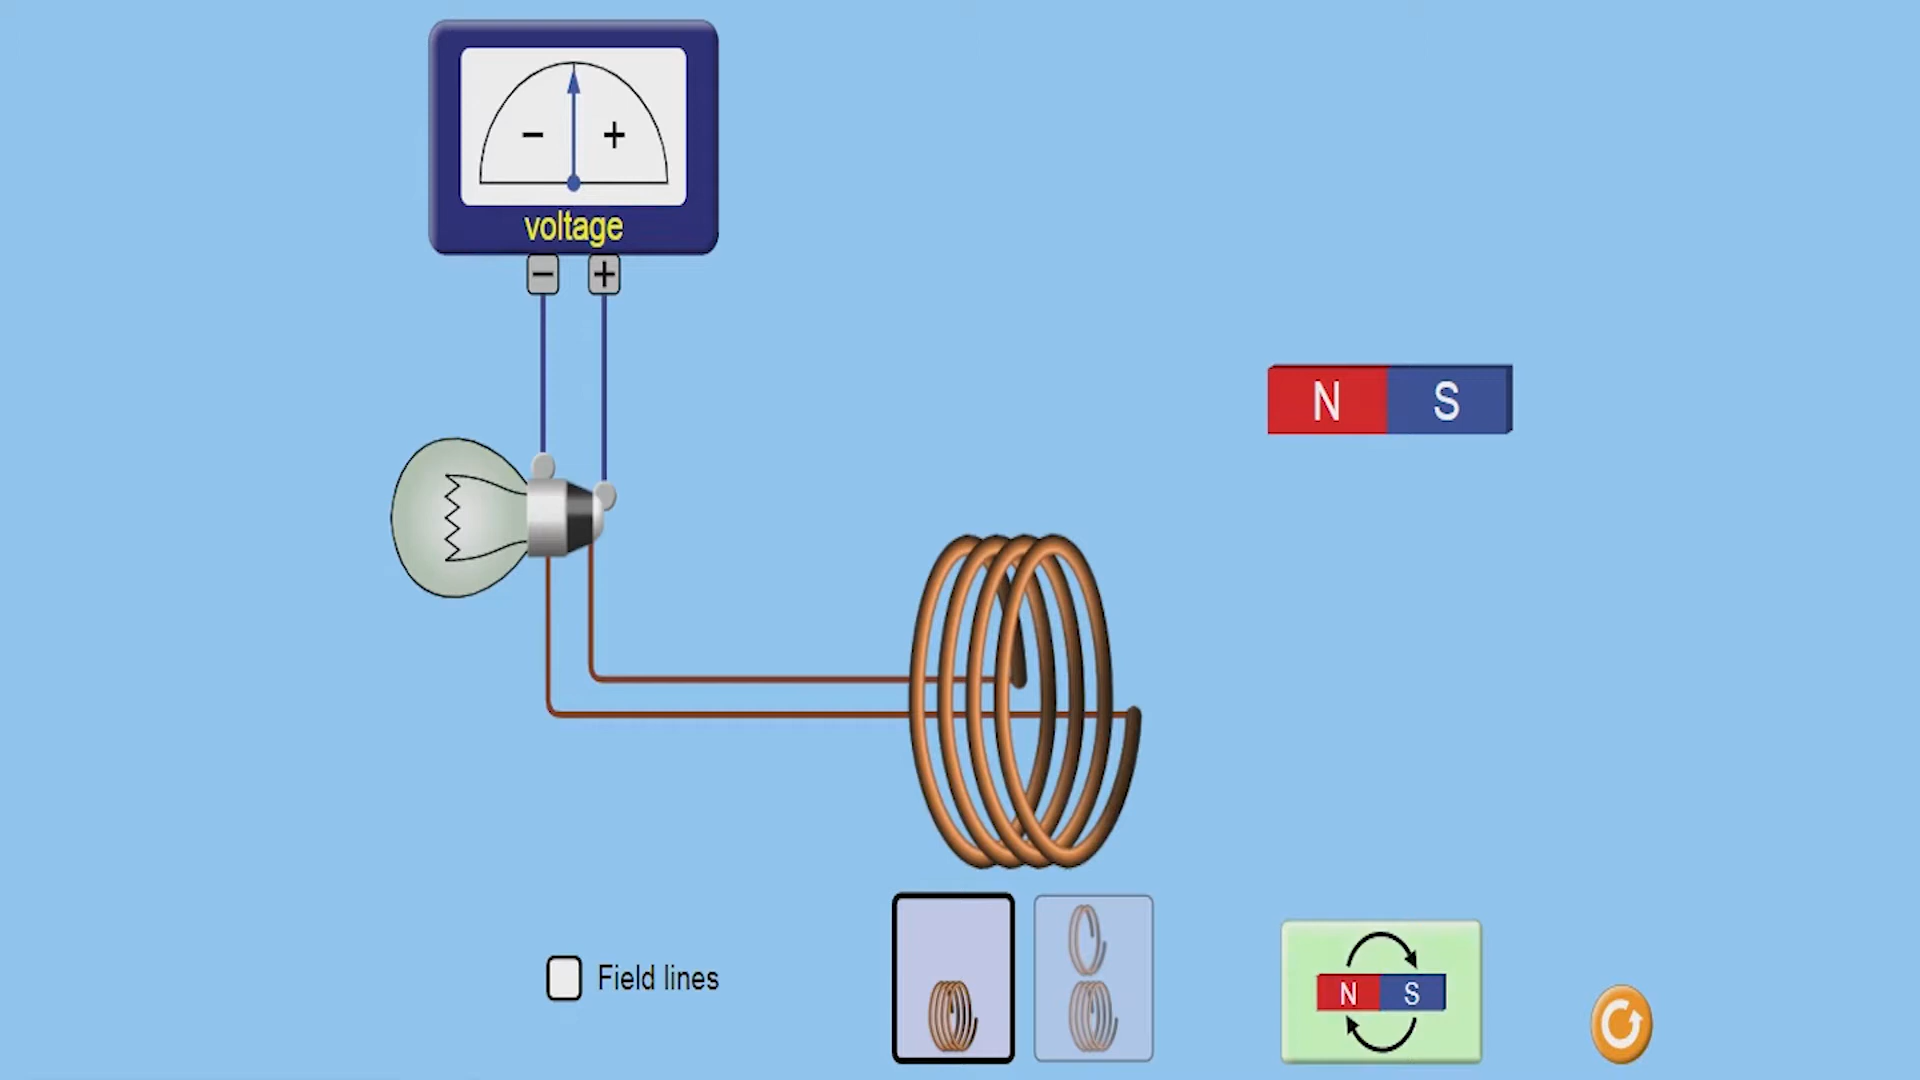 − +
voltage
− +
N S
Field lines
N S